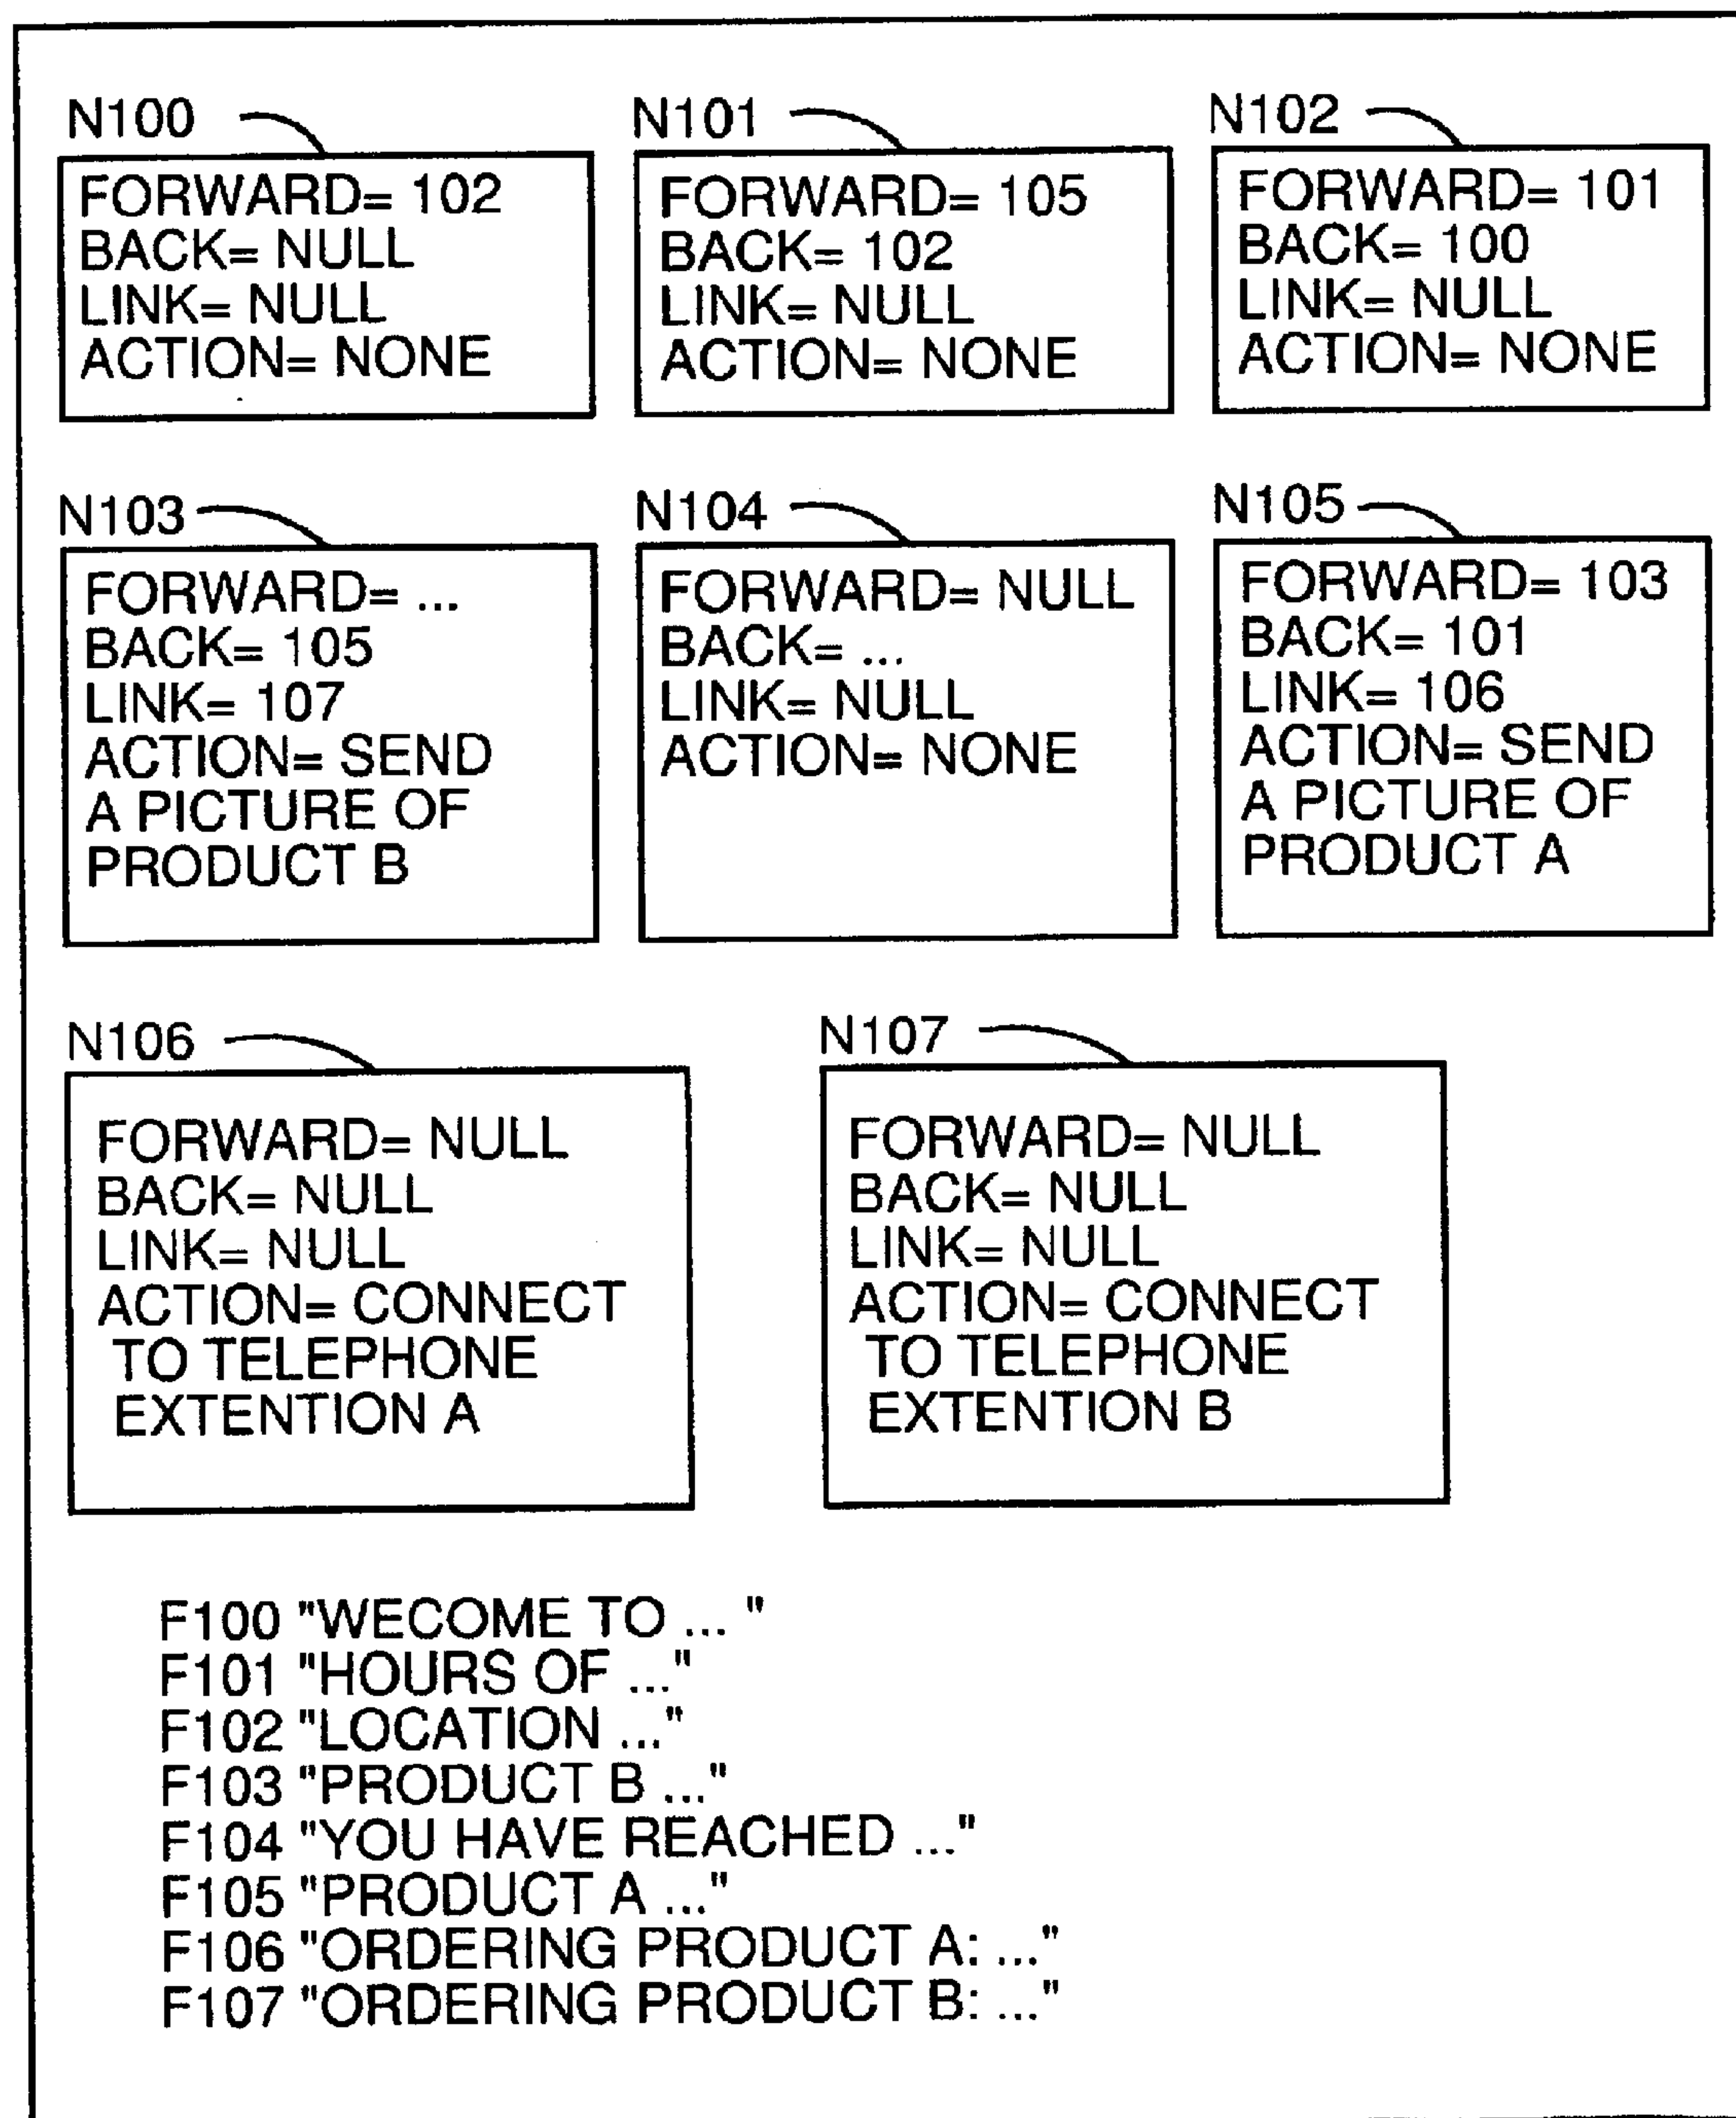 N100
FORWARD= 102
BACK= NULL
LINK= NULL
ACTION= NONE
N101
FORWARD= 105
BACK= 102
LINK= NULL
ACTION= NONE
N102
FORWARD= 101
BACK= 100
LINK= NULL
ACTION= NONE
N103
FORWARD= ...
BACK= 105
LINK= 107
ACTION= SEND
A PICTURE OF
PRODUCT B
N104
FORWARD= NULL
BACK= ...
LINK= NULL
ACTION= NONE
N105
FORWARD= 103
BACK= 101
LINK= 106
ACTION= SEND
A PICTURE OF
PRODUCT A
N106
FORWARD= NULL
BACK= NULL
LINK= NULL
ACTION= CONNECT
TO TELEPHONE
EXTENTION A
N107
FORWARD= NULL
BACK= NULL
LINK= NULL
ACTION= CONNECT
TO TELEPHONE
EXTENTION B
F100 "WECOME TO ... "
F101 "HOURS OF ..."
F102 "LOCATION ..."
F103 "PRODUCT B ..."
F104 "YOU HAVE REACHED ..."
F105 "PRODUCT A ..."
F106 "ORDERING PRODUCT A: ..."
F107 "ORDERING PRODUCT B: ..."